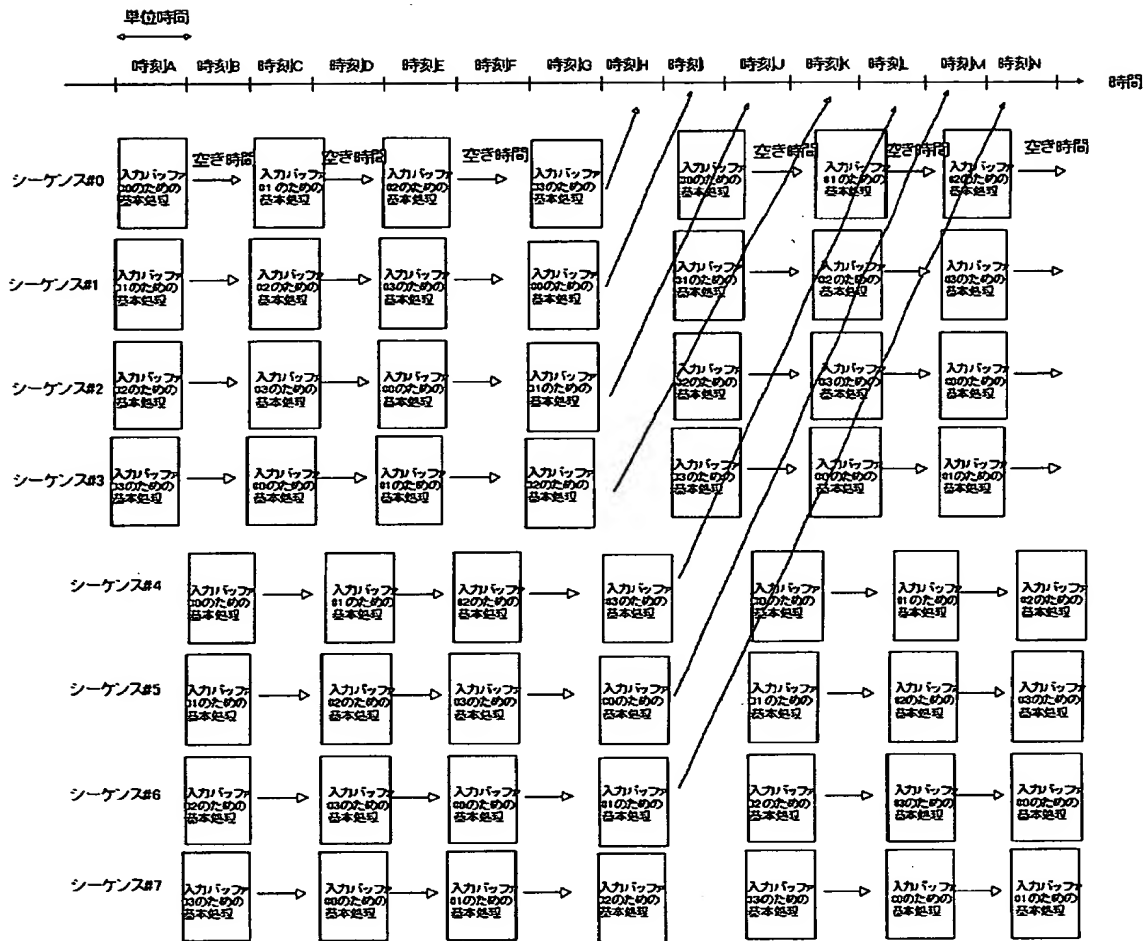 単位時間
時刻A 時刻B 時刻C 時刻D 時刻E 時刻F 時刻G 時刻H 時刻I 時刻J 時刻K 時刻L 時刻M 時刻N
時間
シーケンス#0
入力バッファ
00のための
基本処理
空き時間
入力バッファ
01のための
基本処理
空き時間
入力バッファ
02のための
基本処理
空き時間
入力バッファ
03のための
基本処理
入力バッファ
00のための
基本処理
空き時間
入力バッファ
01のための
基本処理
空き時間
入力バッファ
02のための
基本処理
空き時間
シーケンス#1
入力バッファ
01のための
基本処理
入力バッファ
02のための
基本処理
入力バッファ
03のための
基本処理
入力バッファ
00のための
基本処理
入力バッファ
01のための
基本処理
入力バッファ
02のための
基本処理
入力バッファ
03のための
基本処理
シーケンス#2
入力バッファ
02のための
基本処理
入力バッファ
03のための
基本処理
入力バッファ
00のための
基本処理
入力バッファ
01のための
基本処理
入力バッファ
02のための
基本処理
入力バッファ
03のための
基本処理
入力バッファ
00のための
基本処理
シーケンス#3
入力バッファ
03のための
基本処理
入力バッファ
00のための
基本処理
入力バッファ
01のための
基本処理
入力バッファ
02のための
基本処理
入力バッファ
03のための
基本処理
入力バッファ
00のための
基本処理
入力バッファ
01のための
基本処理
シーケンス#4
入力バッファ
00のための
基本処理
入力バッファ
01のための
基本処理
入力バッファ
02のための
基本処理
入力バッファ
03のための
基本処理
入力バッファ
00のための
基本処理
入力バッファ
01のための
基本処理
入力バッファ
02のための
基本処理
シーケンス#5
入力バッファ
01のための
基本処理
入力バッファ
02のための
基本処理
入力バッファ
03のための
基本処理
入力バッファ
00のための
基本処理
入力バッファ
01のための
基本処理
入力バッファ
02のための
基本処理
入力バッファ
03のための
基本処理
シーケンス#6
入力バッファ
02のための
基本処理
入力バッファ
03のための
基本処理
入力バッファ
00のための
基本処理
入力バッファ
01のための
基本処理
入力バッファ
02のための
基本処理
入力バッファ
03のための
基本処理
入力バッファ
00のための
基本処理
シーケンス#7
入力バッファ
03のための
基本処理
入力バッファ
00のための
基本処理
入力バッファ
01のための
基本処理
入力バッファ
02のための
基本処理
入力バッファ
03のための
基本処理
入力バッファ
00のための
基本処理
入力バッファ
01のための
基本処理